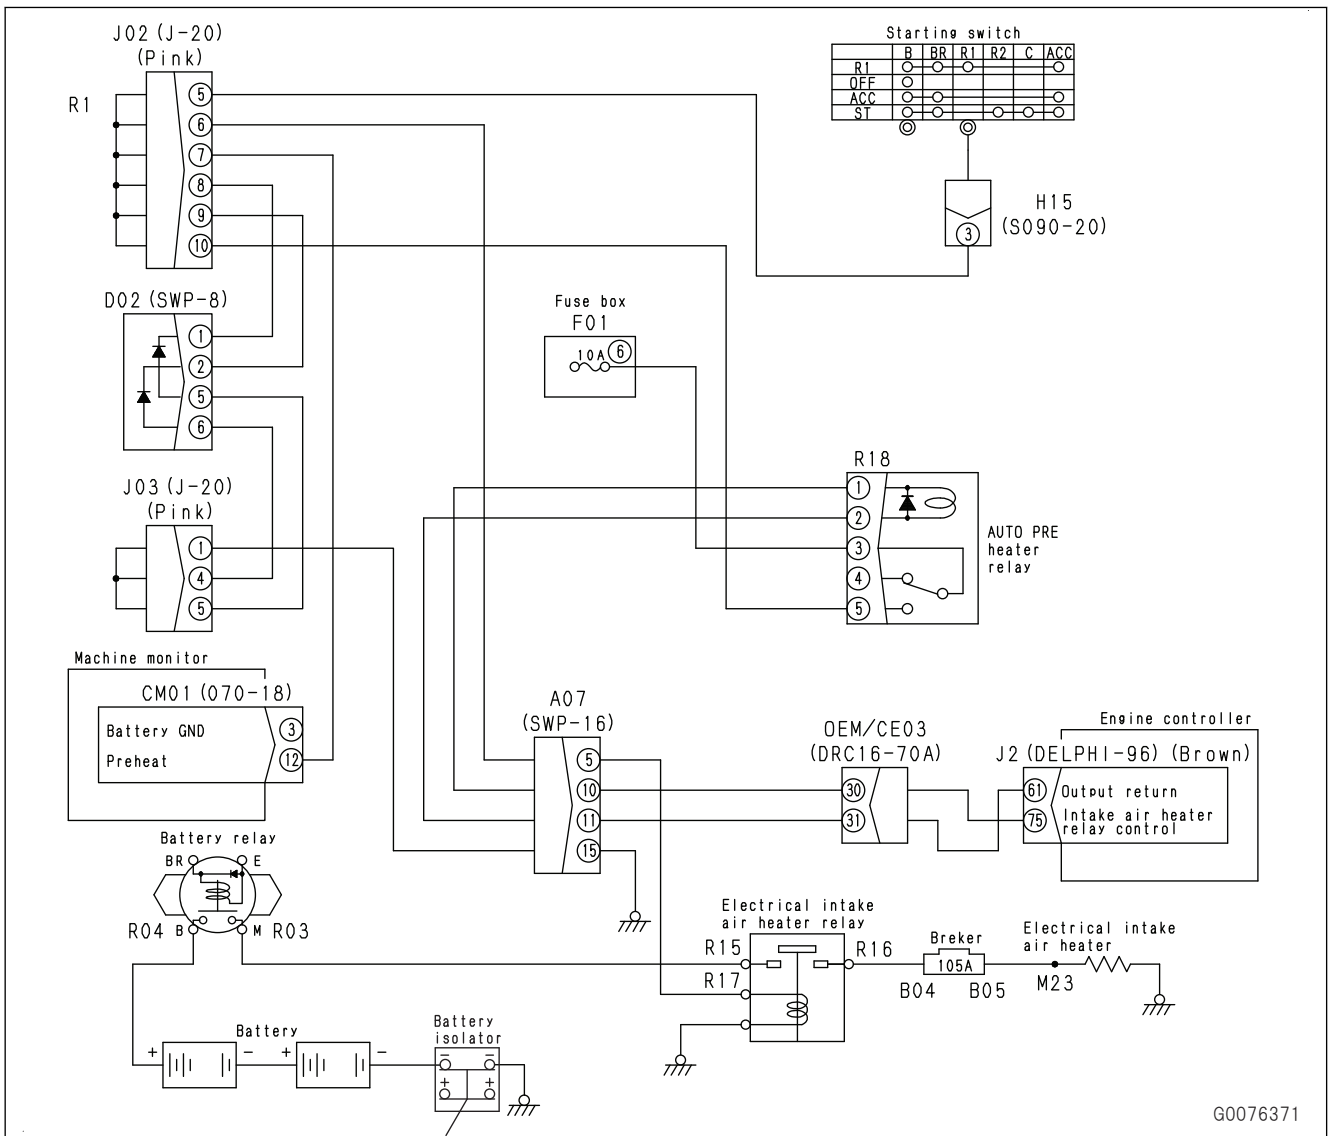 J02 (J-20)
(Pink)
R1
5
6
7
8
9
10
Starting switch
B BR R1 R2 C ACC
R1
OFF
ACC
ST
H15
(S090-20)
3
D02 (SWP-8)
1
2
5
6
Fuse box
F01
10A 6
J03 (J-20)
(Pink)
1
4
5
R18
1
2
3
4
5
AUTO PRE
heater
relay
Machine monitor
CM01 (070-18)
Battery GND 3
Preheat 12
A07
(SWP-16)
5
10
11
15
OEM/CE03
(DRC16-70A)
30
31
Engine controller
J2 (DELPHI-96) (Brown)
61 Output return
75 Intake air heater
relay control
Battery relay
BR E
R04 B M R03
Electrical intake
air heater relay
R15 R16
R17
Breker
105A
B04 B05
Electrical intake
air heater
M23
Battery
+ - + -
Battery
isolator
- -
+ +
G0076371